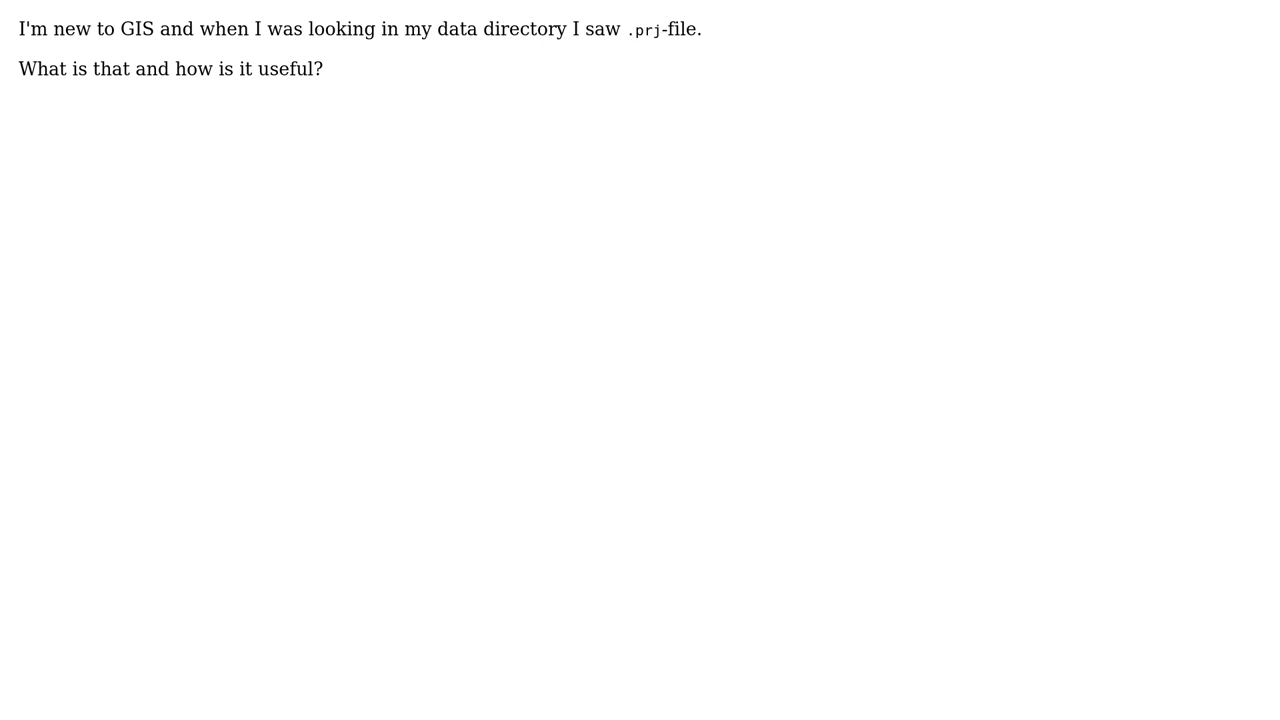 I'm new to GIS and when I was looking in my data directory I saw .prj-file.
What is that and how is it useful?